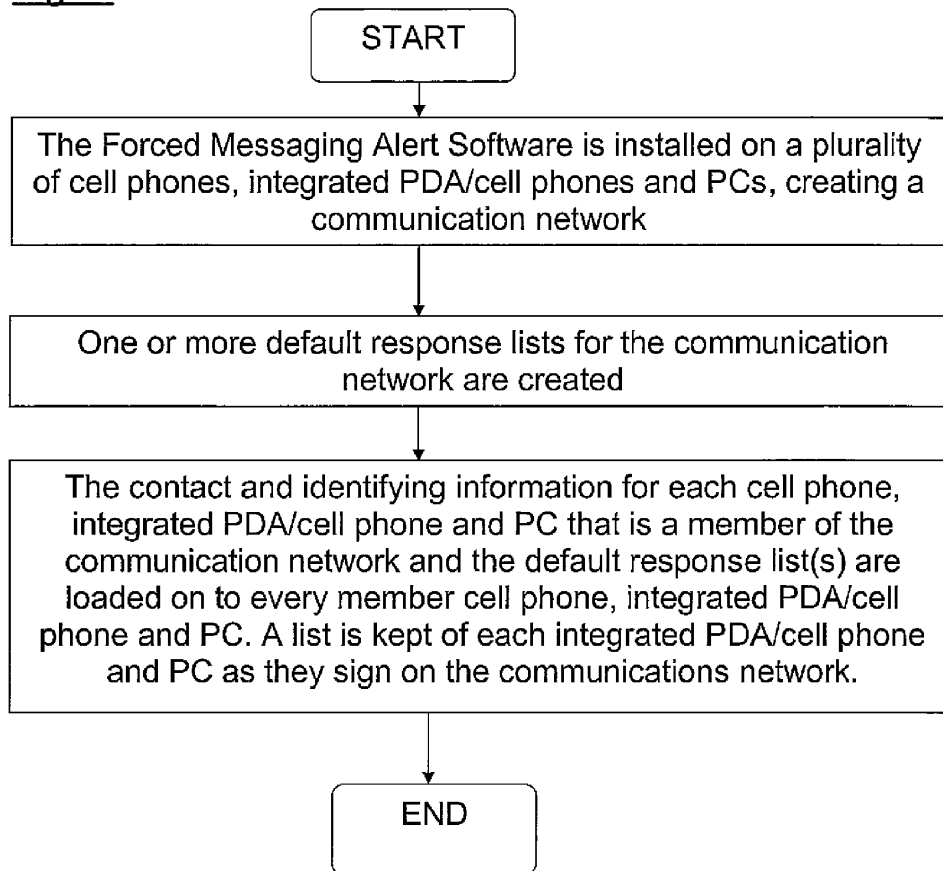 START
The Forced Messaging Alert Software is installed on a plurality
of cell phones, integrated PDA/cell phones and PCs, creating a
communication network
One or more default response lists for the communication
network are created
The contact and identifying information for each cell phone,
integrated PDA/cell phone and PC that is a member of the
communication network and the default response list(s) are
loaded on to every member cell phone, integrated PDA/cell
phone and PC. A list is kept of each integrated PDA/cell phone
and PC as they sign on the communications network.
END